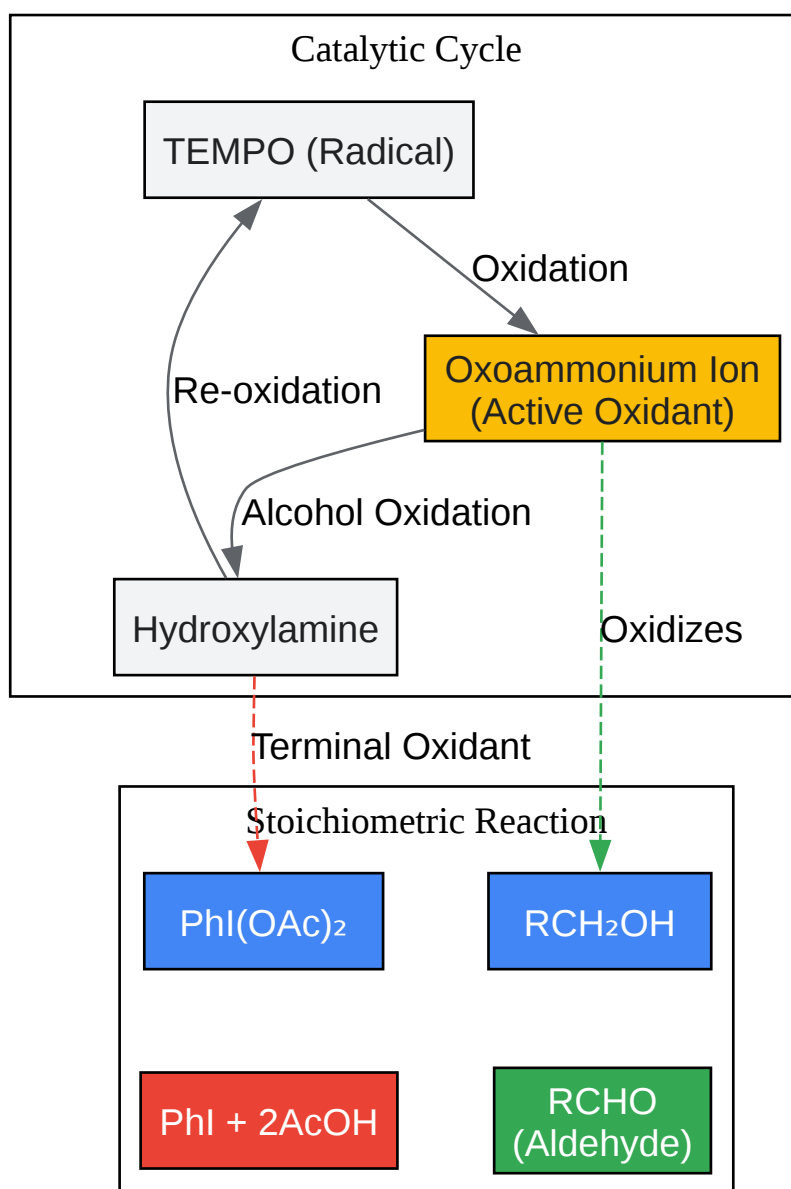 Catalytic Cycle
TEMPO (Radical)
Oxidation
Oxoammonium Ion
(Active Oxidant)
Re-oxidation
Alcohol Oxidation
Hydroxylamine
Oxidizes
Terminal Oxidant
Stoichiometric Reaction
PhI(OAc)₂
RCH₂OH
PhI + 2AcOH
RCHO
(Aldehyde)